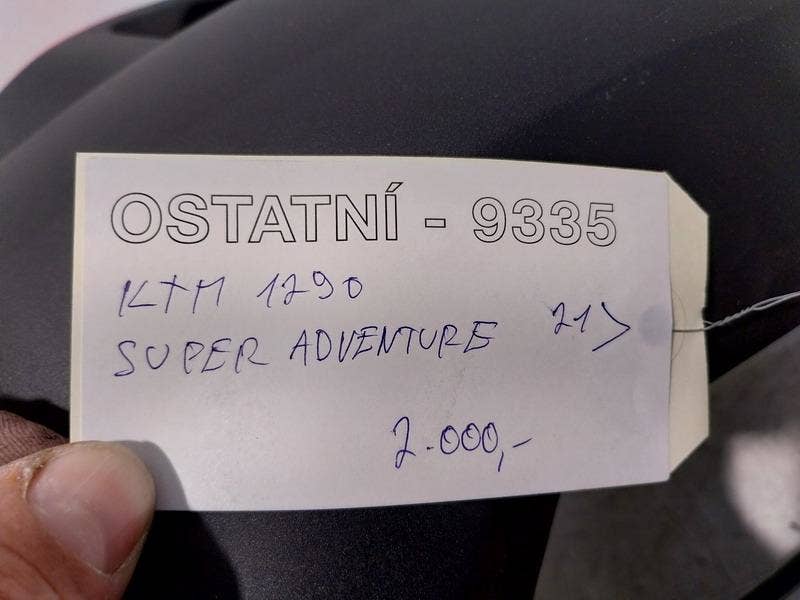 OSTATNÍ - 9335
KTM 1290
SUPER ADVENTURE 21>
2.000,-